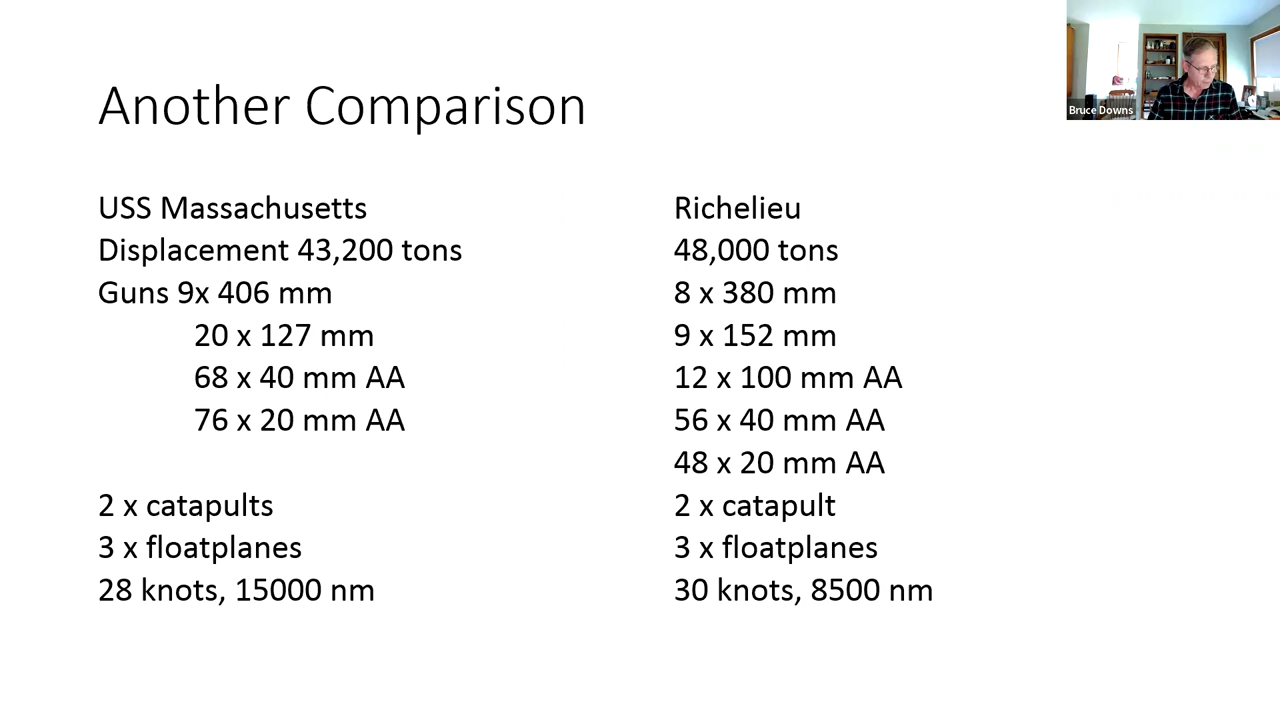 Another Comparison
Bruce Downs
USS Massachusetts
Displacement 43,200 tons
Guns 9x 406 mm
20 x 127 mm
68 x 40 mm AA
76 x 20 mm AA
2 x catapults
3 x floatplanes
28 knots, 15000 nm
Richelieu
48,000 tons
8 x 380 mm
9 x 152 mm
12 x 100 mm AA
56 x 40 mm AA
48 x 20 mm AA
2 x catapult
3 x floatplanes
30 knots, 8500 nm